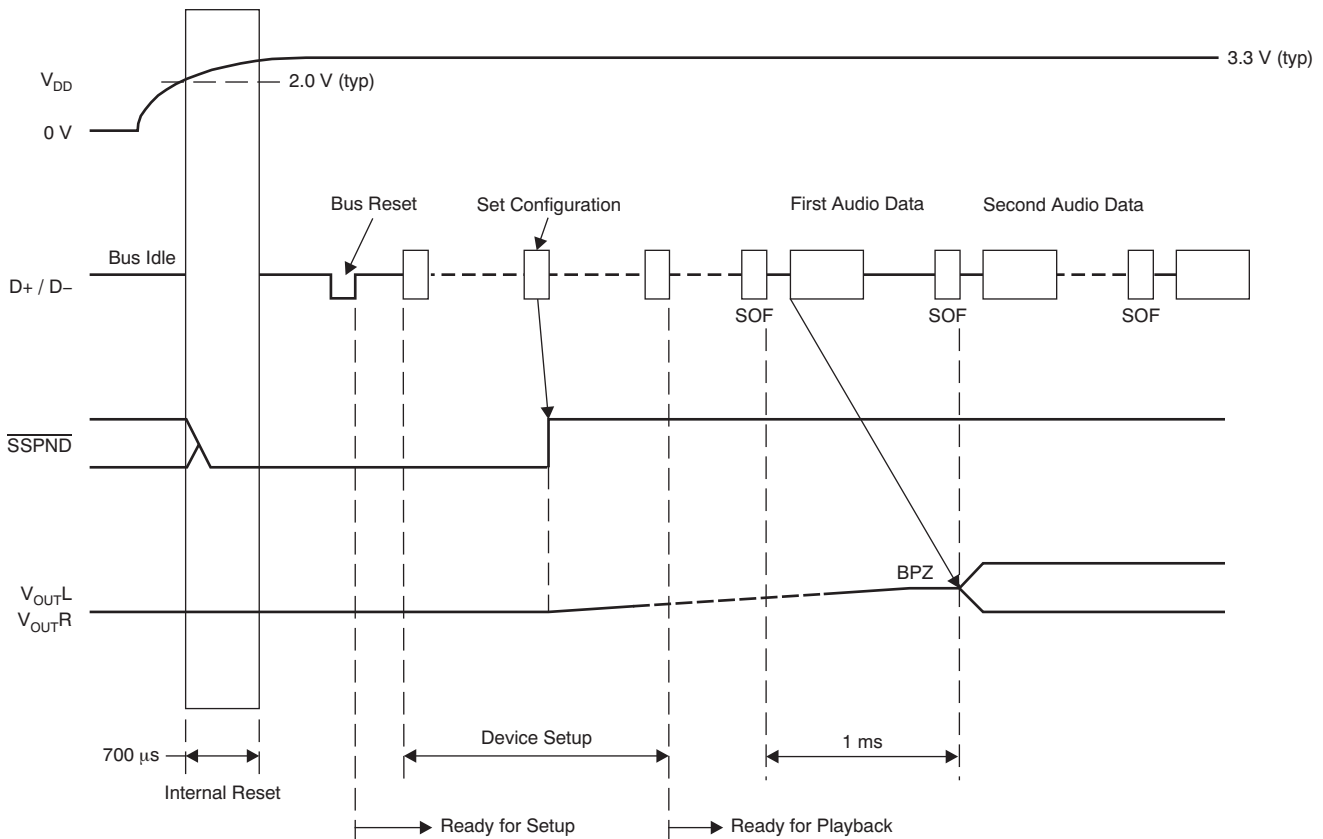 V_DD
2.0 V (typ)
3.3 V (typ)
0 V
Bus Reset
Set Configuration
First Audio Data
Second Audio Data
Bus Idle
D+ / D–
SOF
SOF
SOF
SSPND
BPZ
V_OUTL
V_OUTR
700 μs
Device Setup
1 ms
Internal Reset
Ready for Setup
Ready for Playback